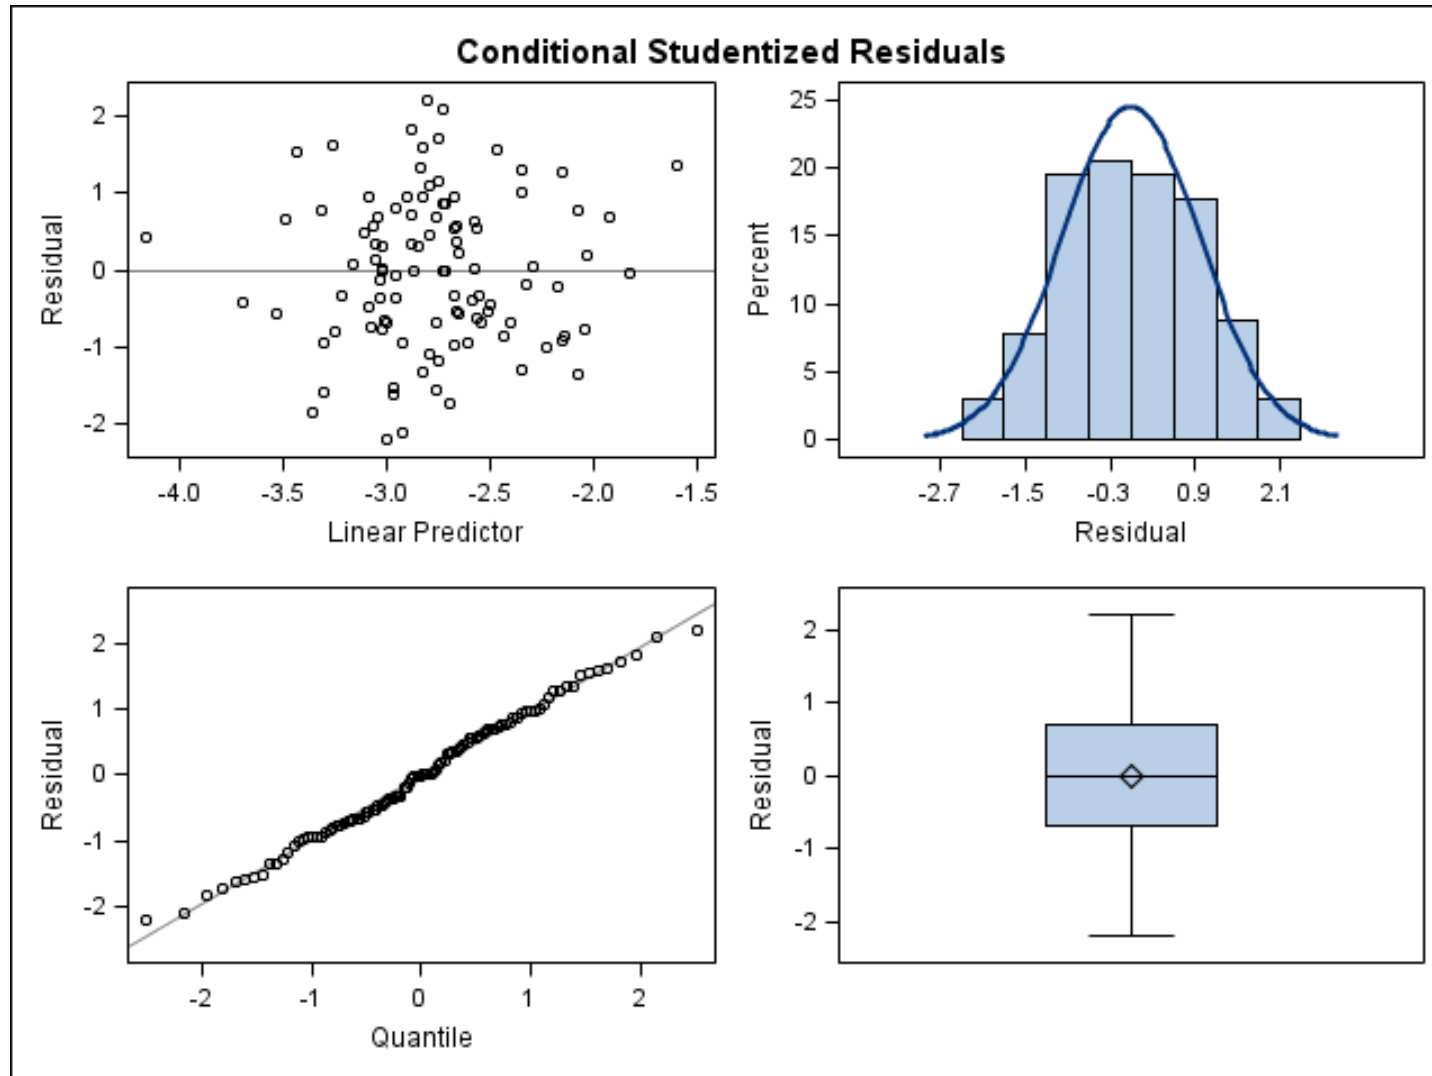 Conditional Studentized Residuals
2
1
0
-1
-2
Residual
-4.0 -3.5 -3.0 -2.5 -2.0 -1.5
Linear Predictor
25
20
15
10
5
0
Percent
-2.7 -1.5 -0.3 0.9 2.1
Residual
2
1
0
-1
-2
Residual
-2 -1 0 1 2
Quantile
2
1
0
-1
-2
Residual